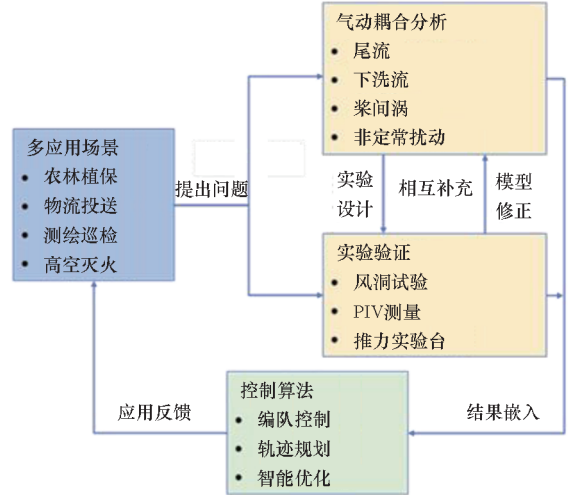 气动耦合分析
• 尾流
• 下洗流
• 桨间涡
• 非定常扰动
多应用场景
• 农林植保
• 物流投送
• 测绘巡检
• 高空灭火
提出问题
实验
设计
相互补充
模型
修正
实验验证
• 风洞试验
• PIV测量
• 推力实验台
控制算法
• 编队控制
• 轨迹规划
• 智能优化
应用反馈
结果嵌入